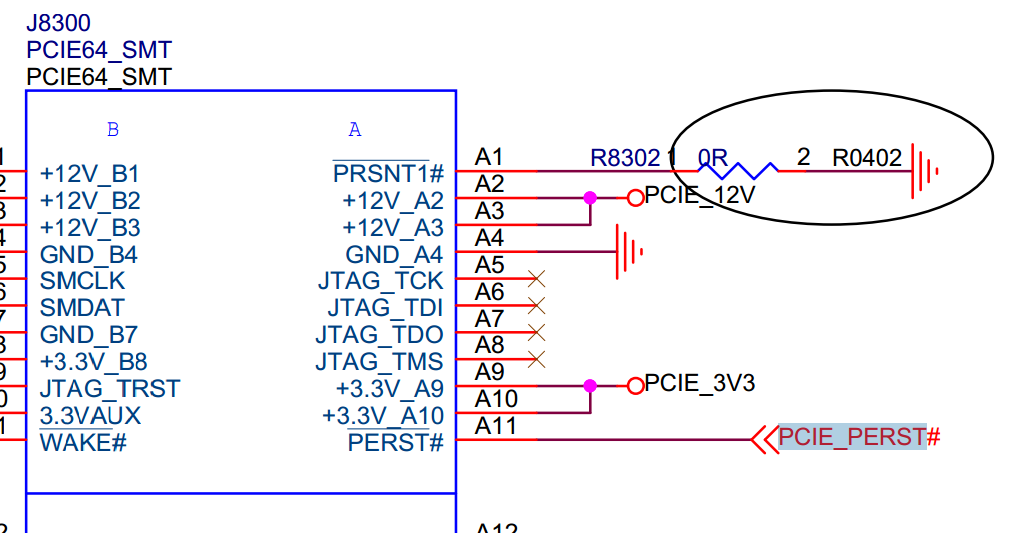 J8300
PCIE64_SMT
PCIE64_SMT
B A
+12V_B1 PRSNT1# A1 R8302 1 0R 2 R0402
+12V_B2 +12V_A2 A2 PCIE_12V
+12V_B3 +12V_A3 A3
GND_B4 GND_A4 A4
SMCLK JTAG_TCK A5
SMDAT JTAG_TDI A6
GND_B7 JTAG_TDO A7
+3.3V_B8 JTAG_TMS A8
JTAG_TRST +3.3V_A9 A9 PCIE_3V3
3.3VAUX +3.3V_A10 A10
WAKE# PERST# A11 PCIE_PERST#
A12